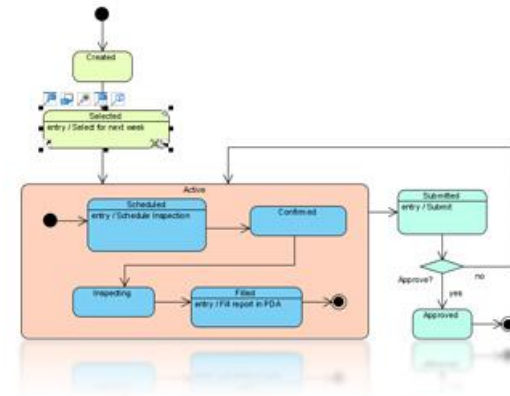 Created
Selected
entry / Select for next week
Active
Scheduled
entry / Schedule Inspection
Confirmed
Submitted
entry / Submit
Inspecting
Filled
entry / Fill report in PDA
Approve?
no
yes
Approved